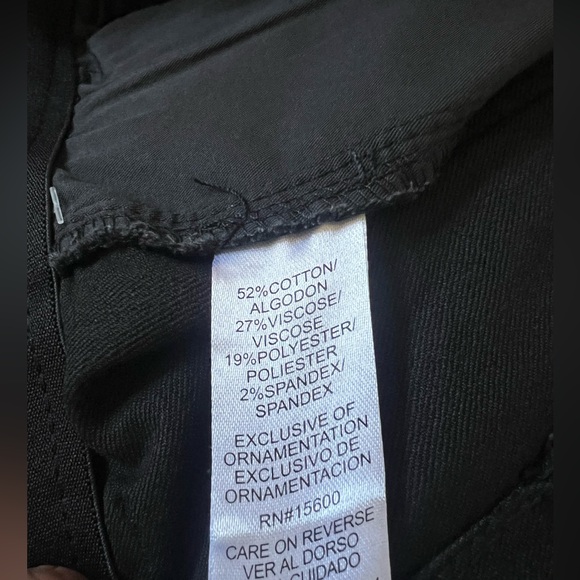 52%COTTON/
ALGODON
27%VISCOSE/
VISCOSE
19%POLYESTER/
POLIESTER
2%SPANDEX/
SPANDEX
EXCLUSIVE OF
ORNAMENTATION
EXCLUSIVO DE
ORNAMENTACION
RN#15600
CARE ON REVERSE
VER AL DORSO
CUIDADO